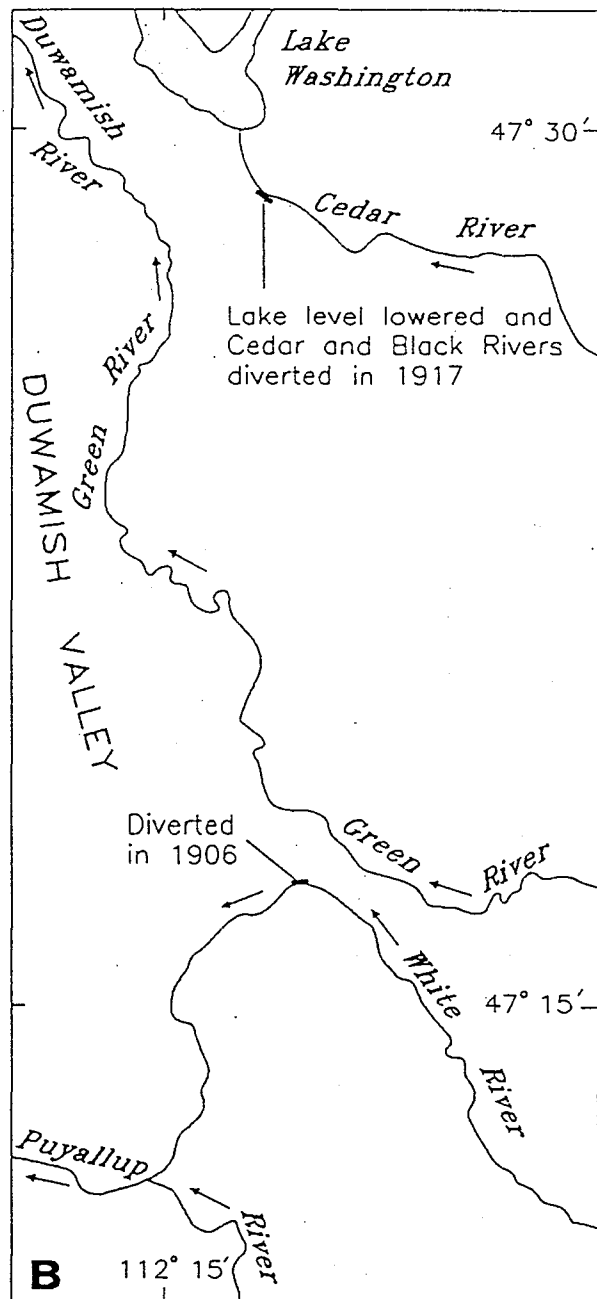 Duwamish
River
Lake
Washington
47° 30′
Cedar River
Lake level lowered and
Cedar and Black Rivers
diverted in 1917
Green River
DUWAMISH VALLEY
Diverted
in 1906
Green River
White River
47° 15′
Puyallup River
B
112° 15′